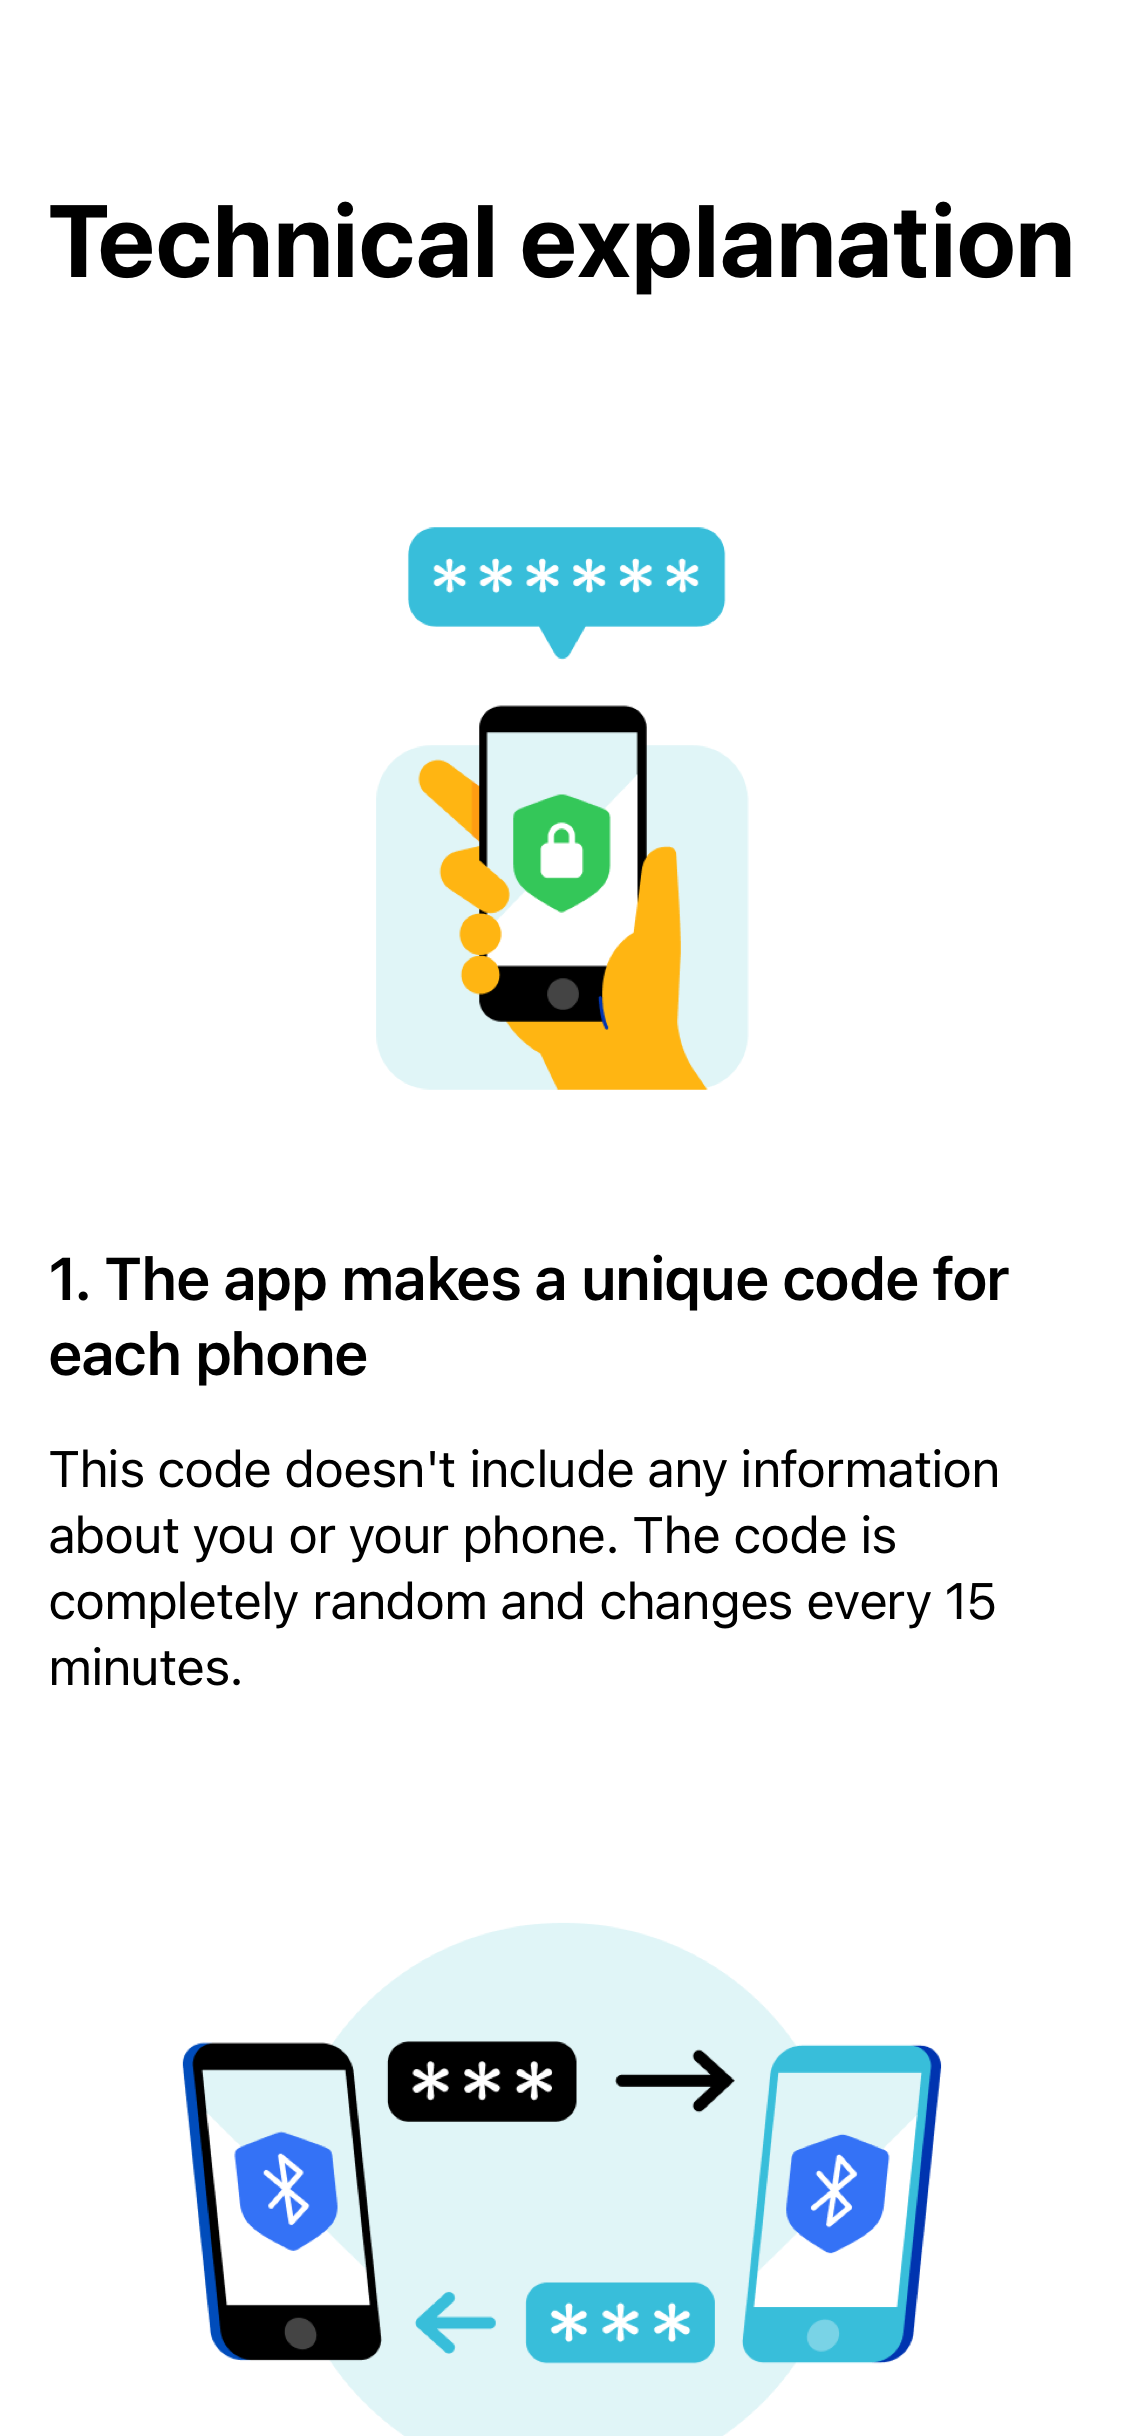 Technical explanation
******
1. The app makes a unique code for
each phone
This code doesn't include any information
about you or your phone. The code is
completely random and changes every 15
minutes.
***
***